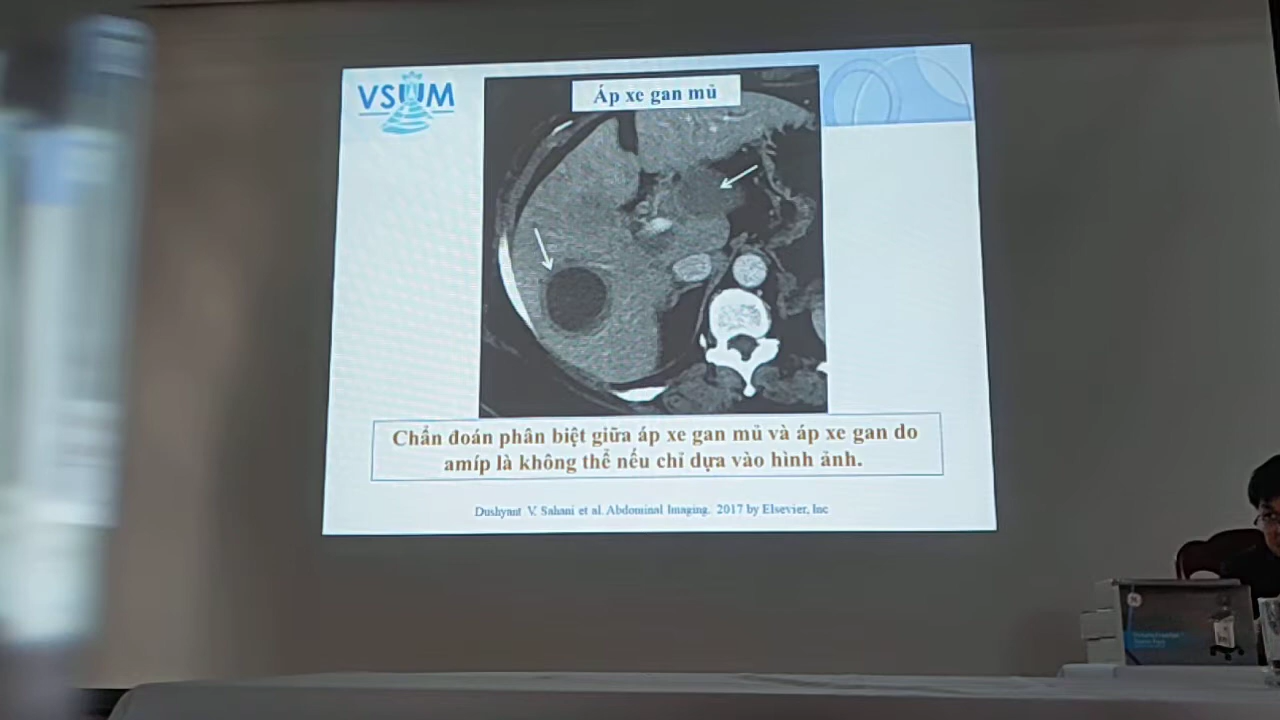 VSUM
Áp xe gan mủ
Chẩn đoán phân biệt giữa áp xe gan mủ và áp xe gan do
amíp là không thể nếu chỉ dựa vào hình ảnh.
Dushyant V. Sahani et al. Abdominal Imaging. 2017 by Elsevier, Inc